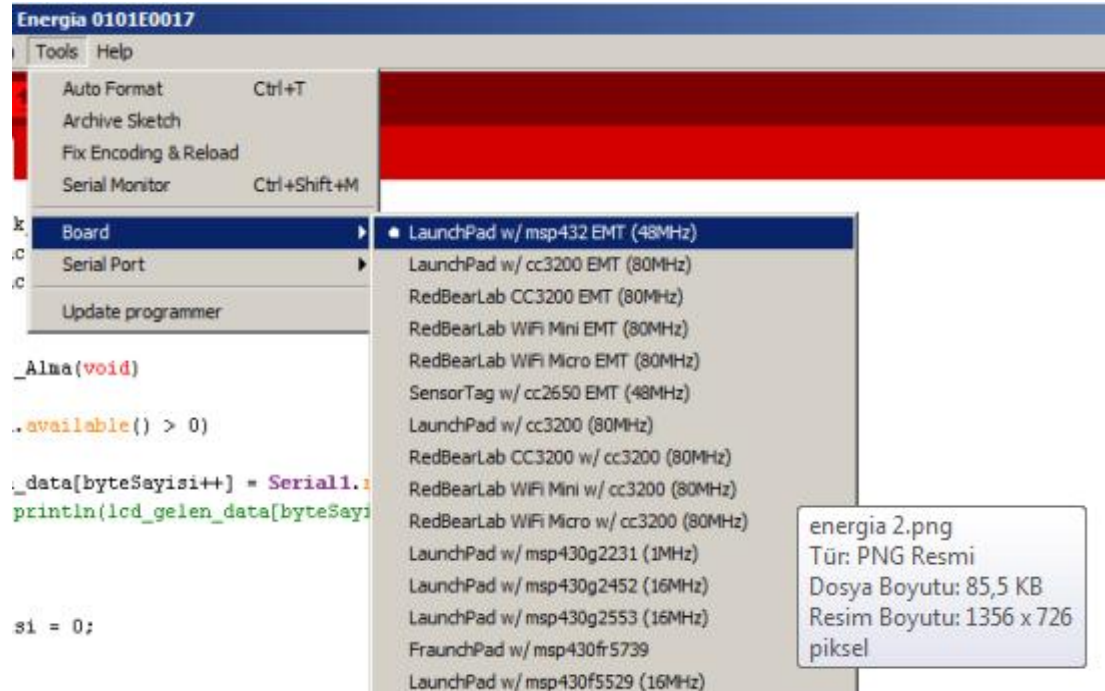 Energia 0101E0017
Tools Help
Auto Format Ctrl+T
Archive Sketch
Fix Encoding & Reload
Serial Monitor Ctrl+Shift+M
Board
Serial Port
Update programmer
LaunchPad w/ msp432 EMT (48MHz)
LaunchPad w/ cc3200 EMT (80MHz)
RedBearLab CC3200 EMT (80MHz)
RedBearLab WiFi Mini EMT (80MHz)
RedBearLab WiFi Micro EMT (80MHz)
SensorTag w/ cc2650 EMT (48MHz)
LaunchPad w/ cc3200 (80MHz)
RedBearLab CC3200 w/ cc3200 (80MHz)
RedBearLab WiFi Mini w/ cc3200 (80MHz)
RedBearLab WiFi Micro w/ cc3200 (80MHz)
LaunchPad w/ msp430g2231 (1MHz)
LaunchPad w/ msp430g2452 (16MHz)
LaunchPad w/ msp430g2553 (16MHz)
FraunchPad w/ msp430fr5739
LaunchPad w/ msp430f5529 (16MHz)
_Alma(void)
.available() > 0)
_data[byteSayisi++] = Serial1.
println(lcd_gelen_data[byteSayi
si = 0;
energia 2.png
Tür: PNG Resmi
Dosya Boyutu: 85,5 KB
Resim Boyutu: 1356 x 726
piksel